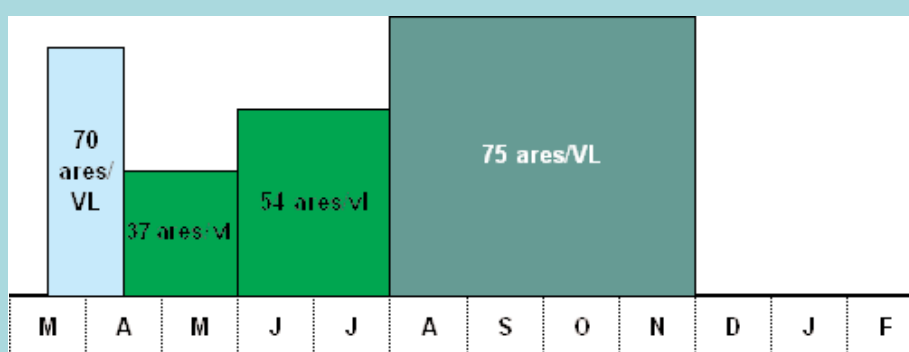 70
ares/
VL
37 ares/vl
54 ares/vl
75 ares/VL
M A M J J A S O N D J F